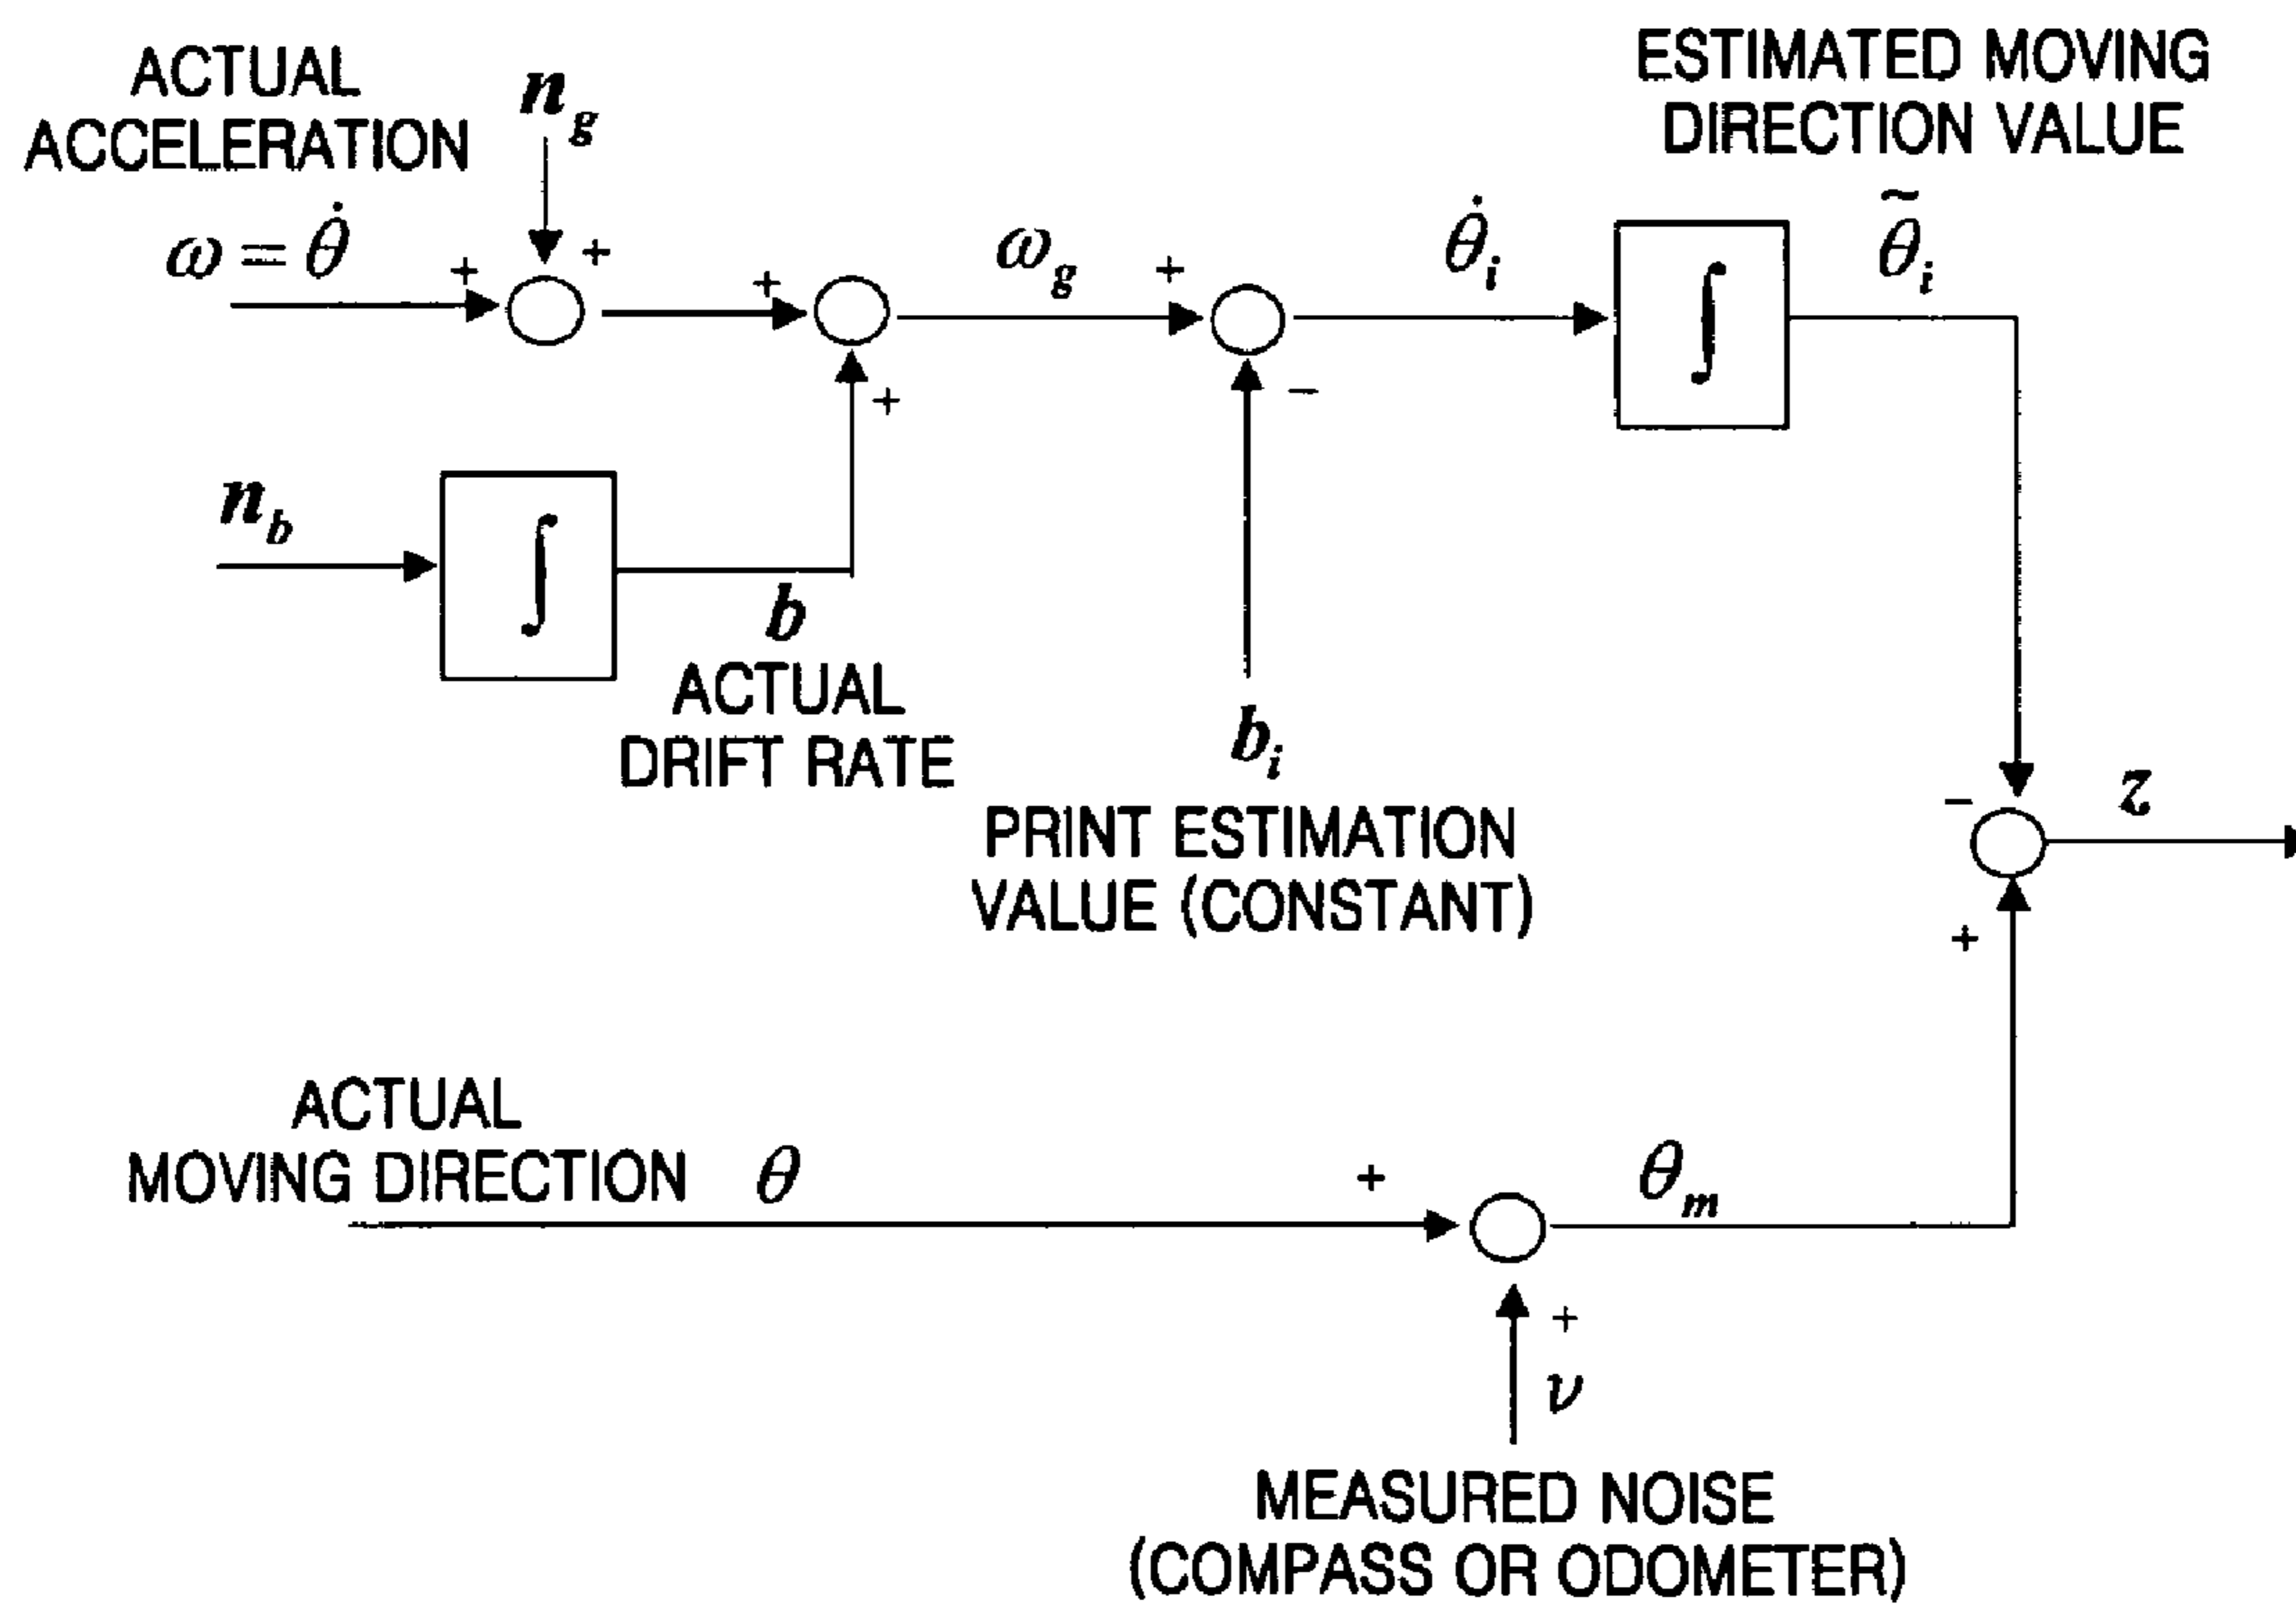 ACTUAL
ACCELERATION
n_g
ESTIMATED MOVING
DIRECTION VALUE
ω = θ̇
+
+
+
ω_g
+
θ̇_i
∫
θ̃_i
+
−
n_b
∫
b
ACTUAL
DRIFT RATE
b_i
PRINT ESTIMATION
VALUE (CONSTANT)
−
z
+
ACTUAL
MOVING DIRECTION θ
+
θ_m
+
ν
MEASURED NOISE
(COMPASS OR ODOMETER)